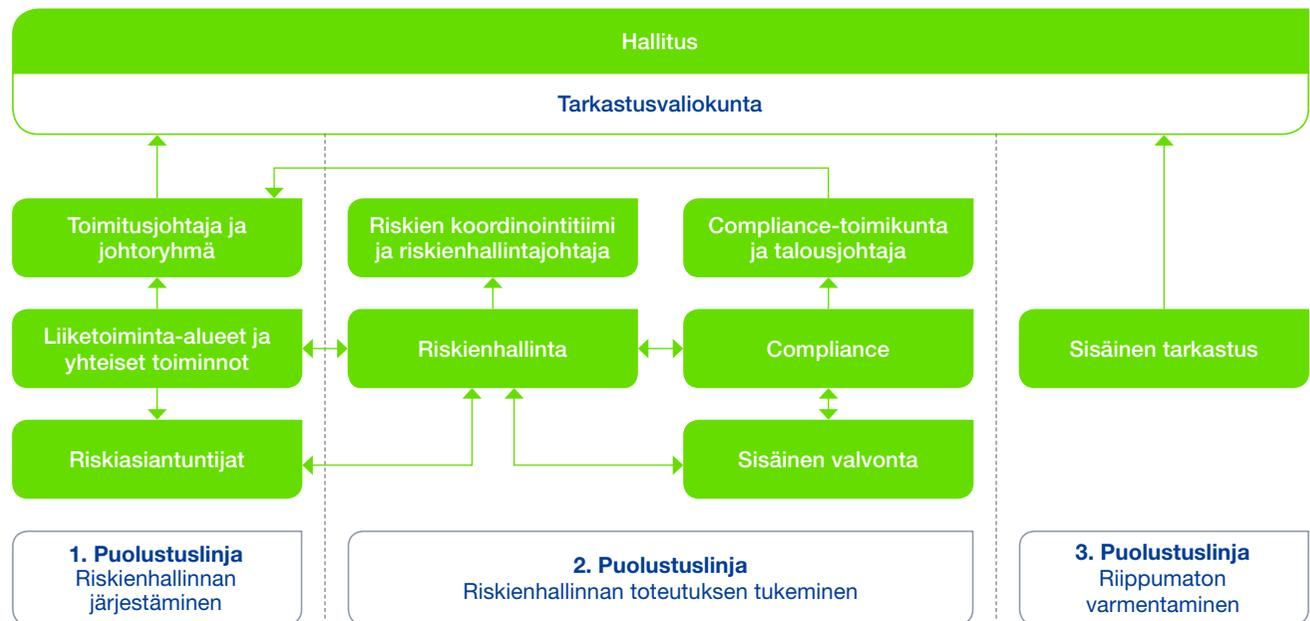 Hallitus
Tarkastusvaliokunta
Toimitusjohtaja ja
johtoryhmä
Riskien koordinointitiimi
ja riskienhallintajohtaja
Compliance-toimikunta
ja talousjohtaja
Liiketoiminta-alueet ja
yhteiset toiminnot
Riskienhallinta
Compliance
Sisäinen tarkastus
Riskiasiantuntijat
Sisäinen valvonta
1. Puolustuslinja
Riskienhallinnan
järjestäminen
2. Puolustuslinja
Riskienhallinnan toteutuksen tukeminen
3. Puolustuslinja
Riippumaton
varmentaminen